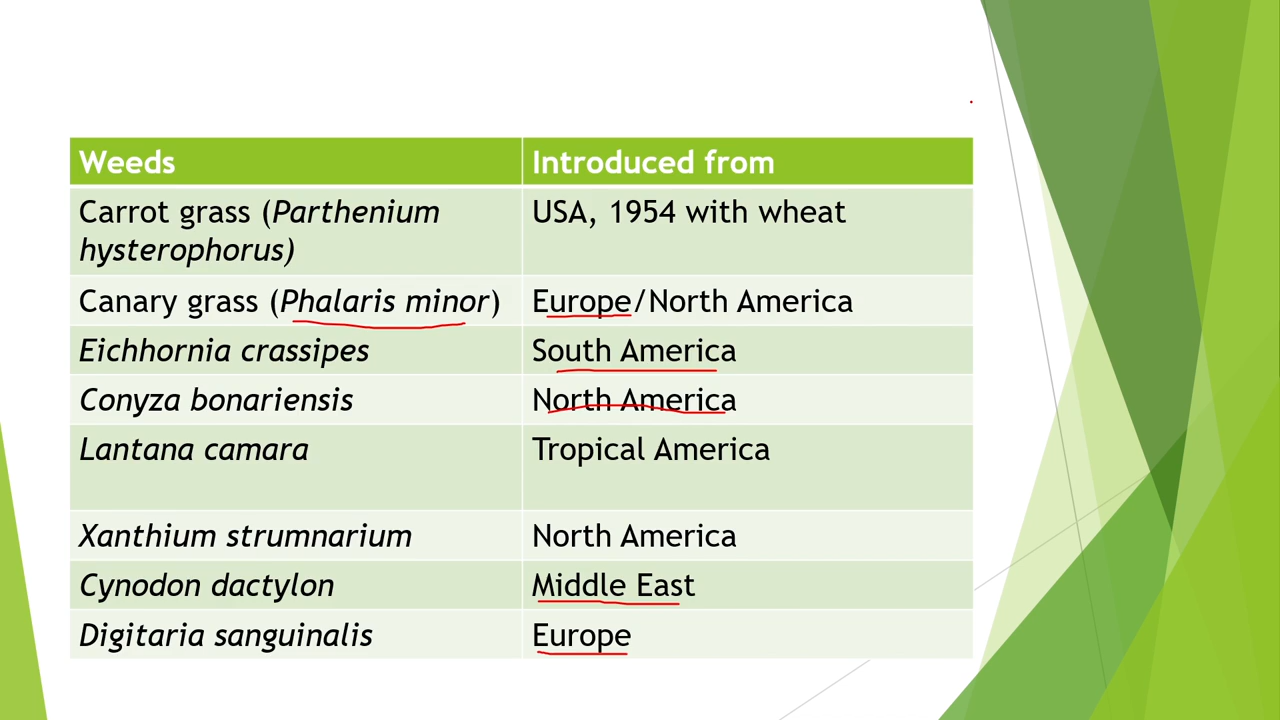 Weeds Introduced from
Carrot grass (Parthenium USA, 1954 with wheat
hysterophorus)
Canary grass (Phalaris minor) Europe/North America
Eichhornia crassipes South America
Conyza bonariensis North America
Lantana camara Tropical America
Xanthium strumnarium North America
Cynodon dactylon Middle East
Digitaria sanguinalis Europe